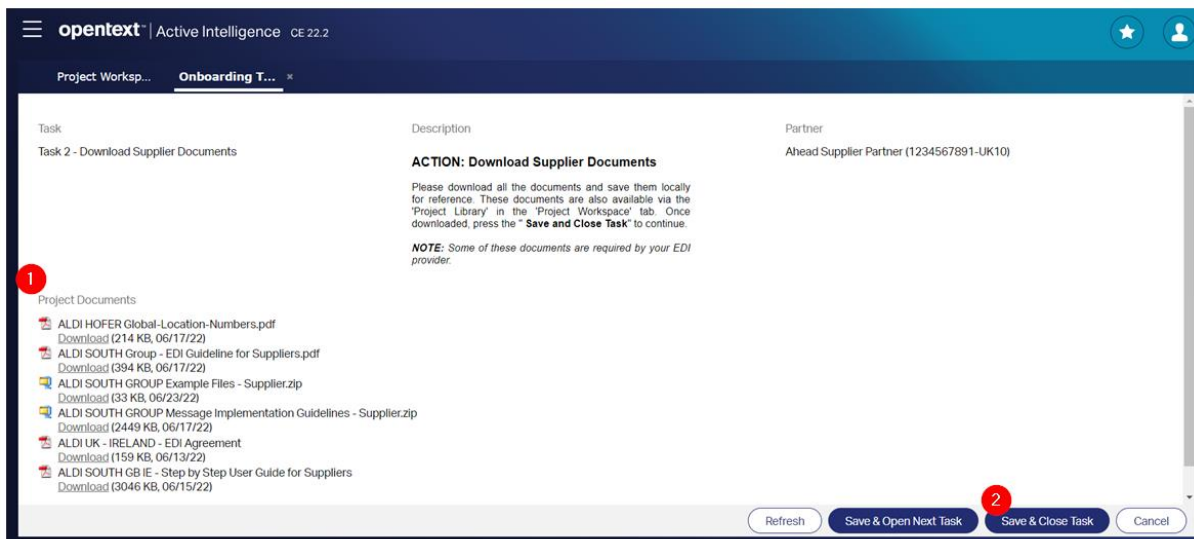 opentext™ | Active Intelligence CE 22.2
Project Worksp... Onboarding T... ×
Task
Task 2 - Download Supplier Documents
Description
ACTION: Download Supplier Documents
Please download all the documents and save them locally
for reference. These documents are also available via the
'Project Library' in the 'Project Workspace' tab. Once
downloaded, press the " Save and Close Task" to continue.
NOTE: Some of these documents are required by your EDI
provider.
Partner
Ahead Supplier Partner (1234567891-UK10)
1
Project Documents
ALDI HOFER Global-Location-Numbers.pdf
Download (214 KB, 06/17/22)
ALDI SOUTH Group - EDI Guideline for Suppliers.pdf
Download (394 KB, 06/17/22)
ALDI SOUTH GROUP Example Files - Supplier.zip
Download (33 KB, 06/23/22)
ALDI SOUTH GROUP Message Implementation Guidelines - Supplier.zip
Download (2449 KB, 06/17/22)
ALDI UK - IRELAND - EDI Agreement
Download (159 KB, 06/13/22)
ALDI SOUTH GB IE - Step by Step User Guide for Suppliers
Download (3046 KB, 06/15/22)
2
Refresh Save & Open Next Task Save & Close Task Cancel